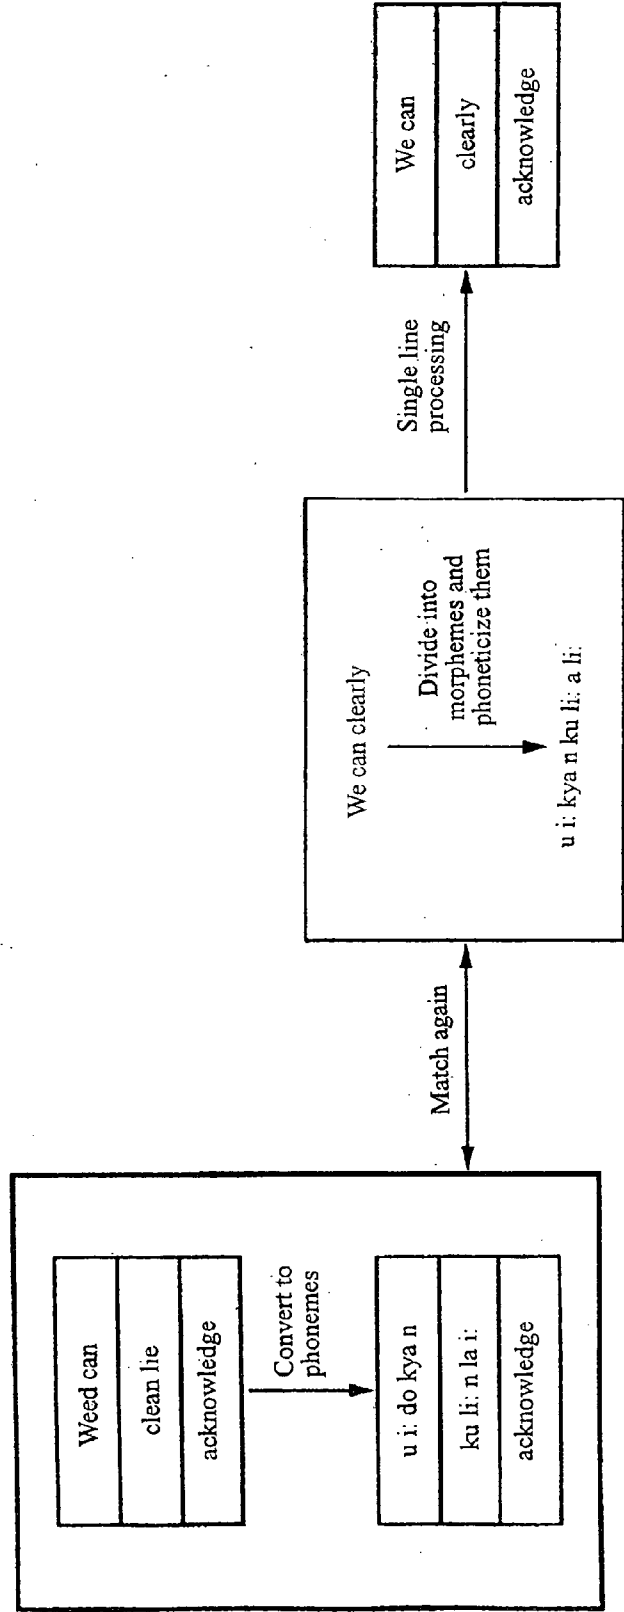 Weed can
clean lie
acknowledge
Convert to
phonemes
u i: do kya n
ku li: n la i:
acknowledge
Match again
We can clearly
Divide into
morphemes and
phoneticize them
u i: kya n ku li: a li:
Single line
processing
We can
clearly
acknowledge